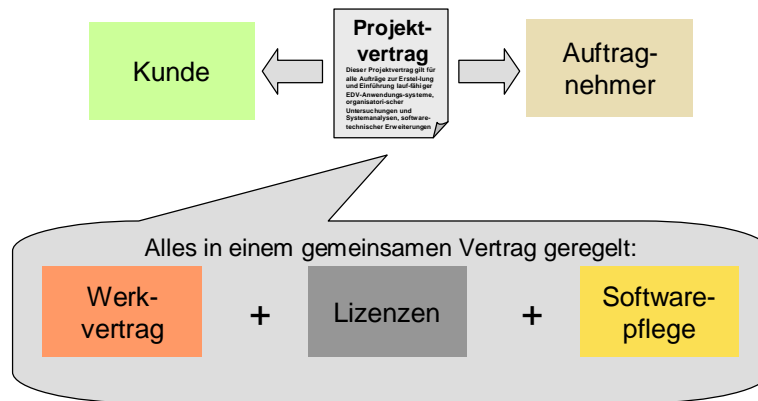 Kunde
Projekt-
vertrag
Dieser Projektvertrag gilt für
alle Aufträge zur Erstel-lung
und Einführung lauf-fähiger
EDV-Anwendungs-systeme,
organisatori-scher
Untersuchungen und
Systemanalysen, software-
technischer Erweiterungen
Auftrag-
nehmer
Alles in einem gemeinsamen Vertrag geregelt:
Werk-
vertrag
+
Lizenzen
+
Software-
pflege